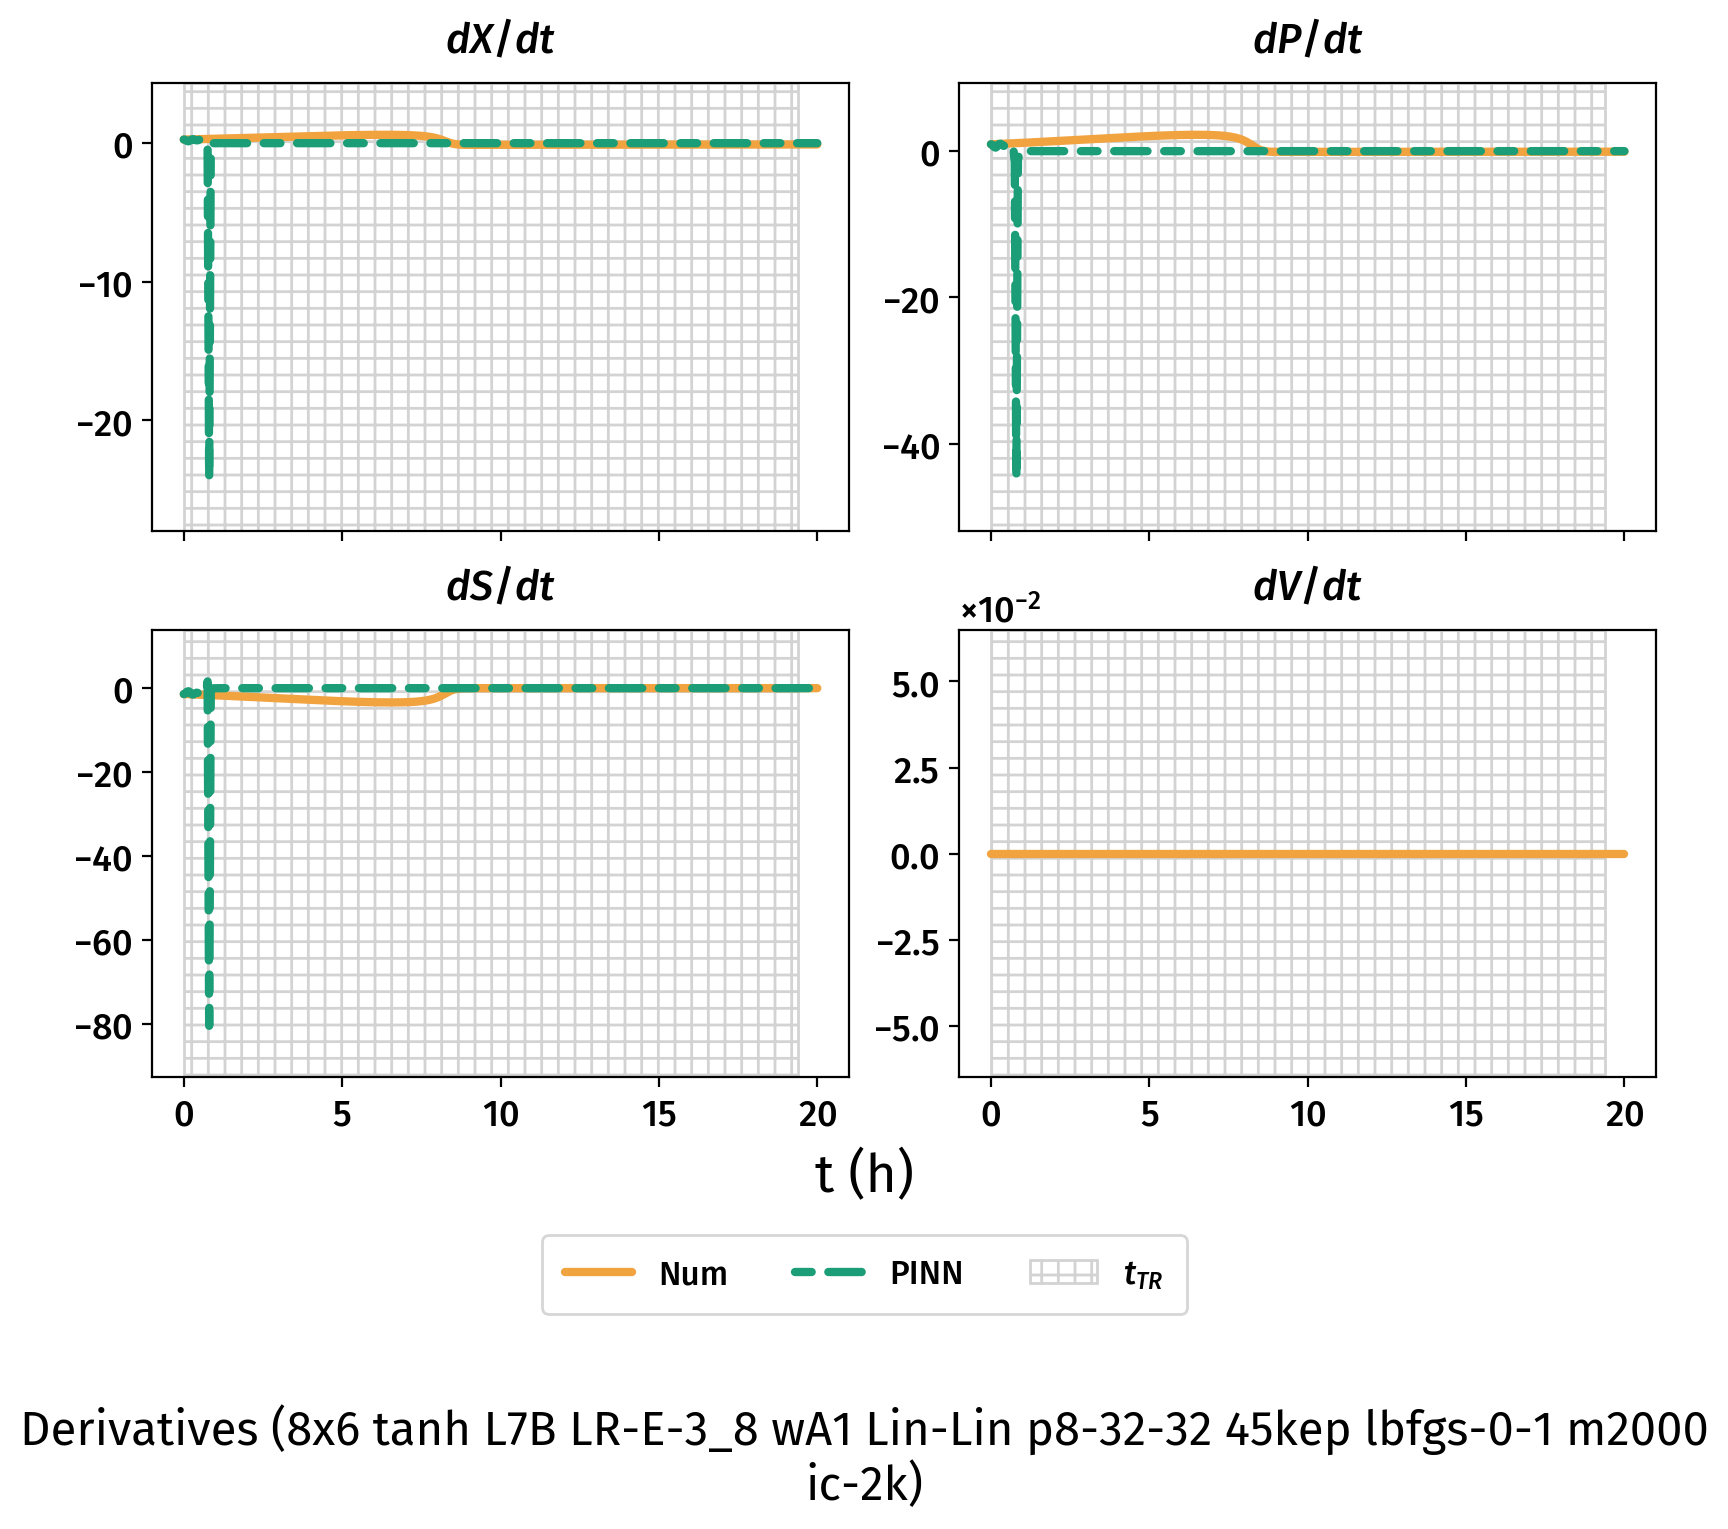 dX/dt
dP/dt
0
−10
−20
0
−20
−40
dS/dt
dV/dt
×10−2
0
−20
−40
−60
−80
5.0
2.5
0.0
−2.5
−5.0
0 5 10 15 20
0 5 10 15 20
t (h)
Num PINN tTR
Derivatives (8x6 tanh L7B LR-E-3_8 wA1 Lin-Lin p8-32-32 45kep lbfgs-0-1 m2000
ic-2k)